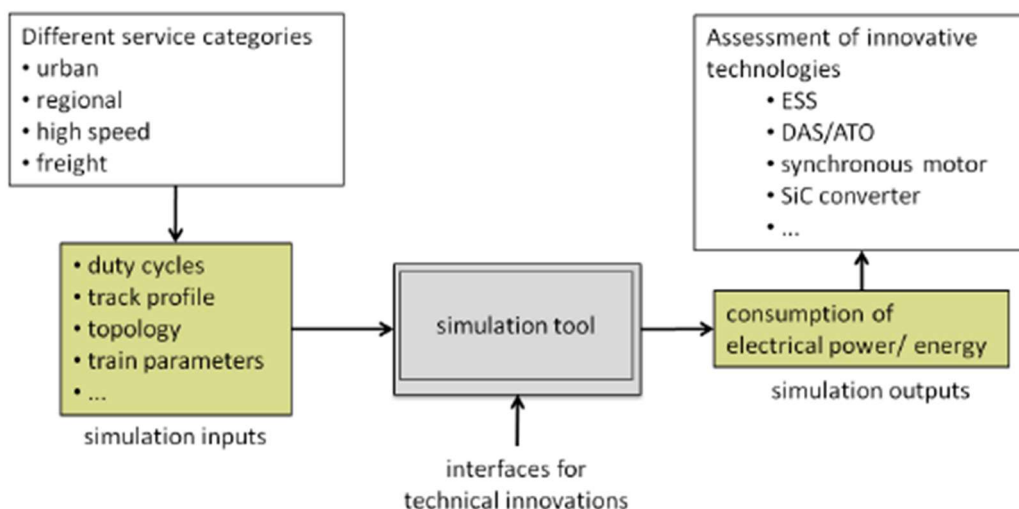 Different service categories
• urban
• regional
• high speed
• freight
• duty cycles
• track profile
• topology
• train parameters
• ...
simulation inputs
simulation tool
interfaces for
technical innovations
Assessment of innovative
technologies
• ESS
• DAS/ATO
• synchronous motor
• SiC converter
• ...
consumption of
electrical power/ energy
simulation outputs